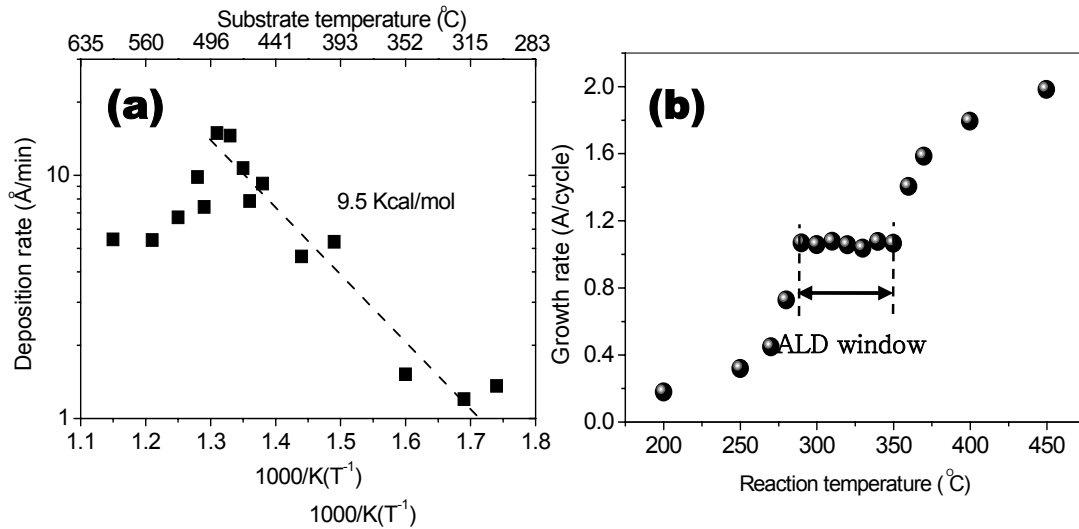 Substrate temperature (°C)
635 560 496 441 393 352 315 283
(a)
Deposition rate (Å/min)
10
1
9.5 Kcal/mol
1.1 1.2 1.3 1.4 1.5 1.6 1.7 1.8
1000/K(T⁻¹)
1000/K(T⁻¹)
(b)
Growth rate (A/cycle)
2.0
1.6
1.2
0.8
0.4
0.0
ALD window
200 250 300 350 400 450
Reaction temperature (°C)